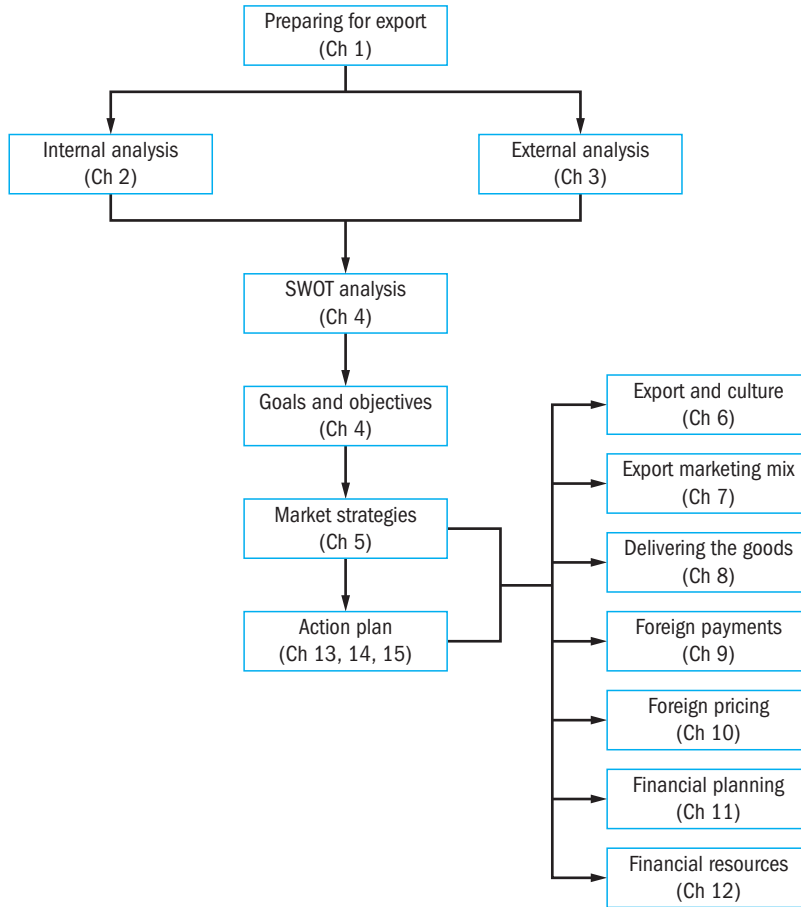 Preparing for export
(Ch 1)
Internal analysis
(Ch 2)
External analysis
(Ch 3)
SWOT analysis
(Ch 4)
Goals and objectives
(Ch 4)
Market strategies
(Ch 5)
Action plan
(Ch 13, 14, 15)
Export and culture
(Ch 6)
Export marketing mix
(Ch 7)
Delivering the goods
(Ch 8)
Foreign payments
(Ch 9)
Foreign pricing
(Ch 10)
Financial planning
(Ch 11)
Financial resources
(Ch 12)